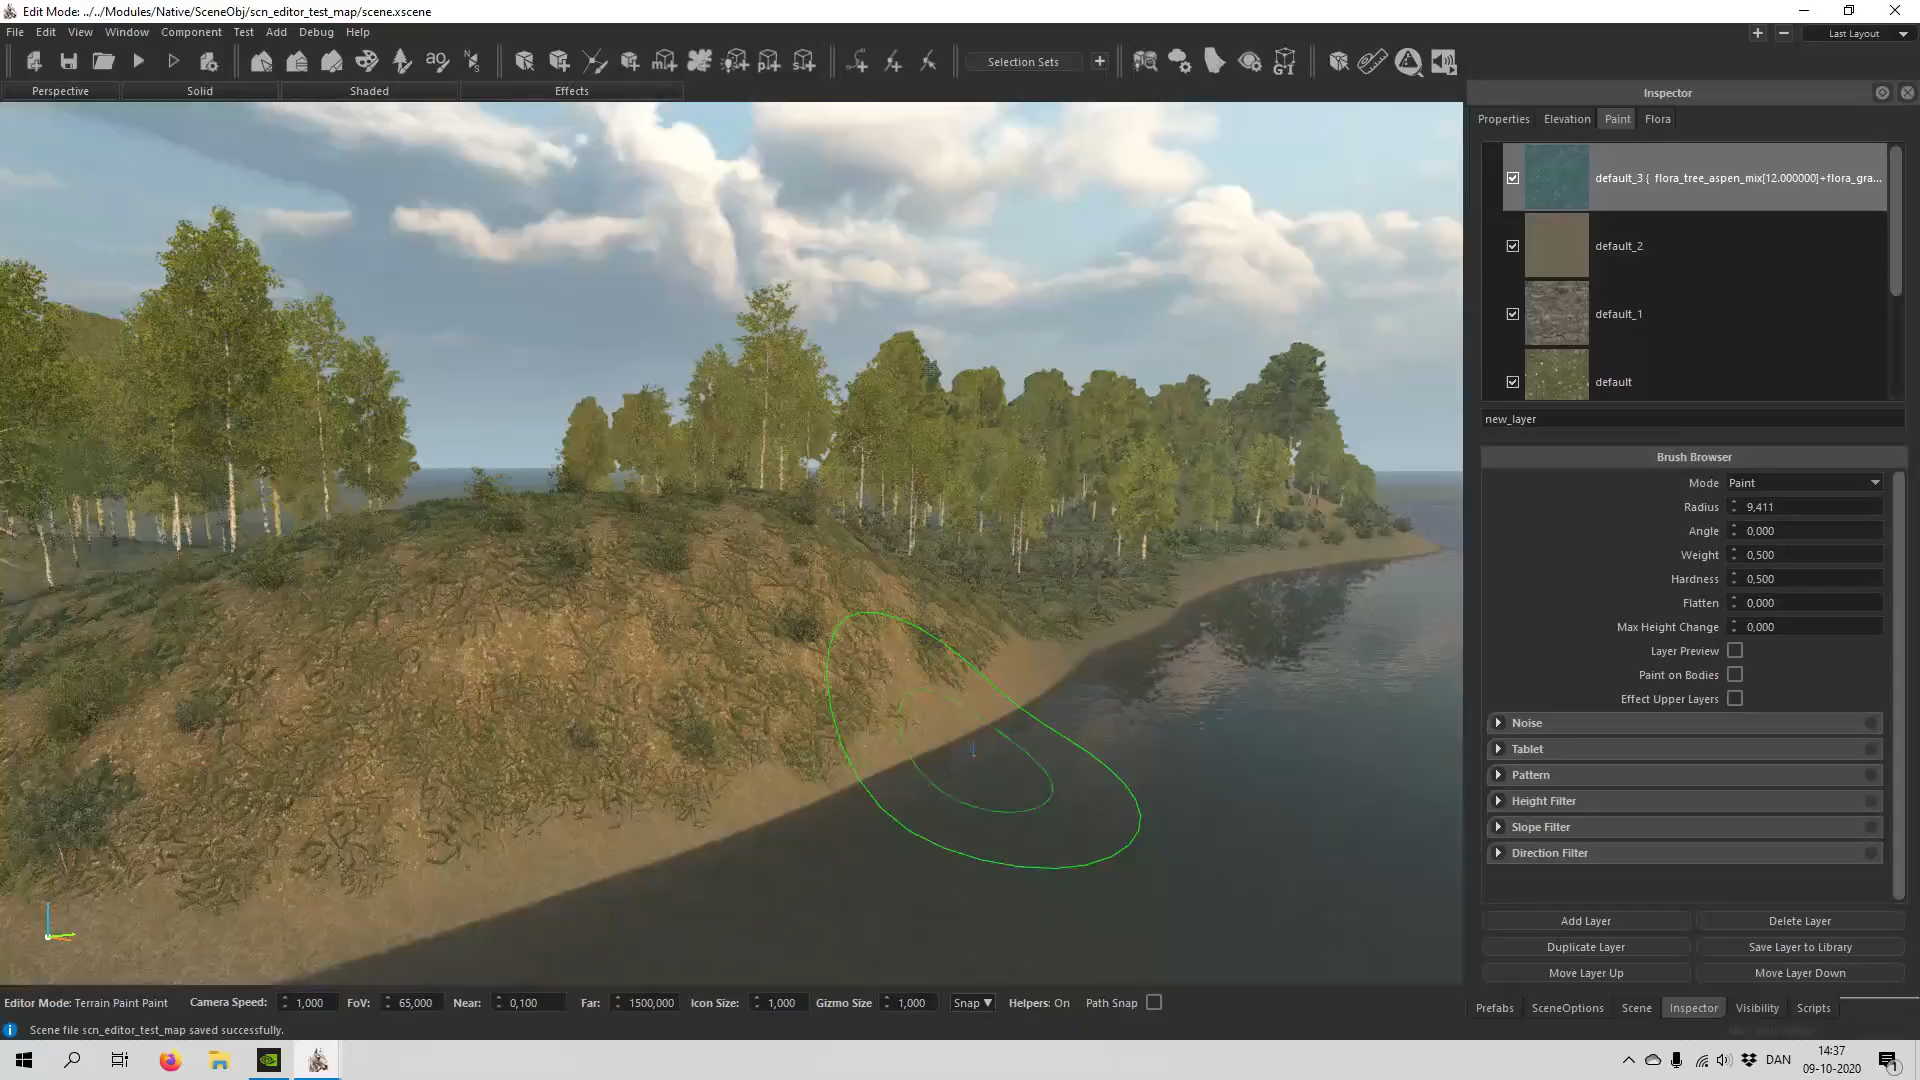 Edit Mode: ../../Modules/Native/SceneObj/scn_editor_test_map/scene.xscene
File Edit View Window Component Test Add Debug Help
Last Layout
ao
Selection Sets
GI
Perspective Solid Shaded Effects
Inspector
Properties Elevation Paint Flora
default_3 { flora_tree_aspen_mix[12.000000]+flora_gra...
default_2
default_1
default
new_layer
Brush Browser
Mode Paint
Radius 9,411
Angle 0,000
Weight 0,500
Hardness 0,500
Flatten 0,000
Max Height Change 0,000
Layer Preview
Paint on Bodies
Effect Upper Layers
Noise
Tablet
Pattern
Height Filter
Slope Filter
Direction Filter
Add Layer Delete Layer
Duplicate Layer Save Layer to Library
Move Layer Up Move Layer Down
Editor Mode: Terrain Paint Paint Camera Speed: 1,000 FoV: 65,000 Near: 0,100 Far: 1500,000 Icon Size: 1,000 Gizmo Size 1,000 Snap Helpers: On Path Snap
Prefabs SceneOptions Scene Inspector Visibility Scripts
Scene file scn_editor_test_map saved successfully.
DAN
14:37
09-10-2020
1